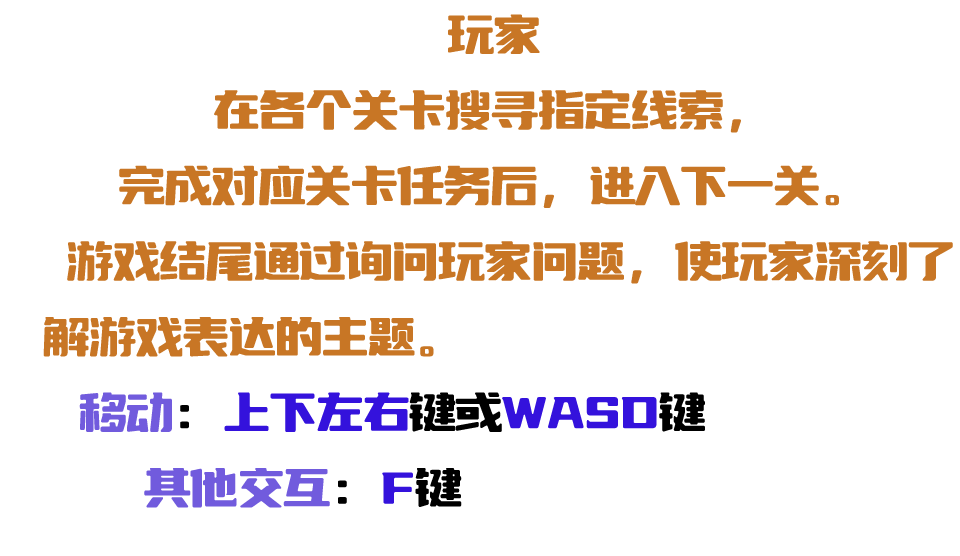 玩家
在各个关卡搜寻指定线索，
完成对应关卡任务后，进入下一关。
游戏结尾通过询问玩家问题，使玩家深刻了
解游戏表达的主题。
移动：上下左右键或WASD键
其他交互：F键